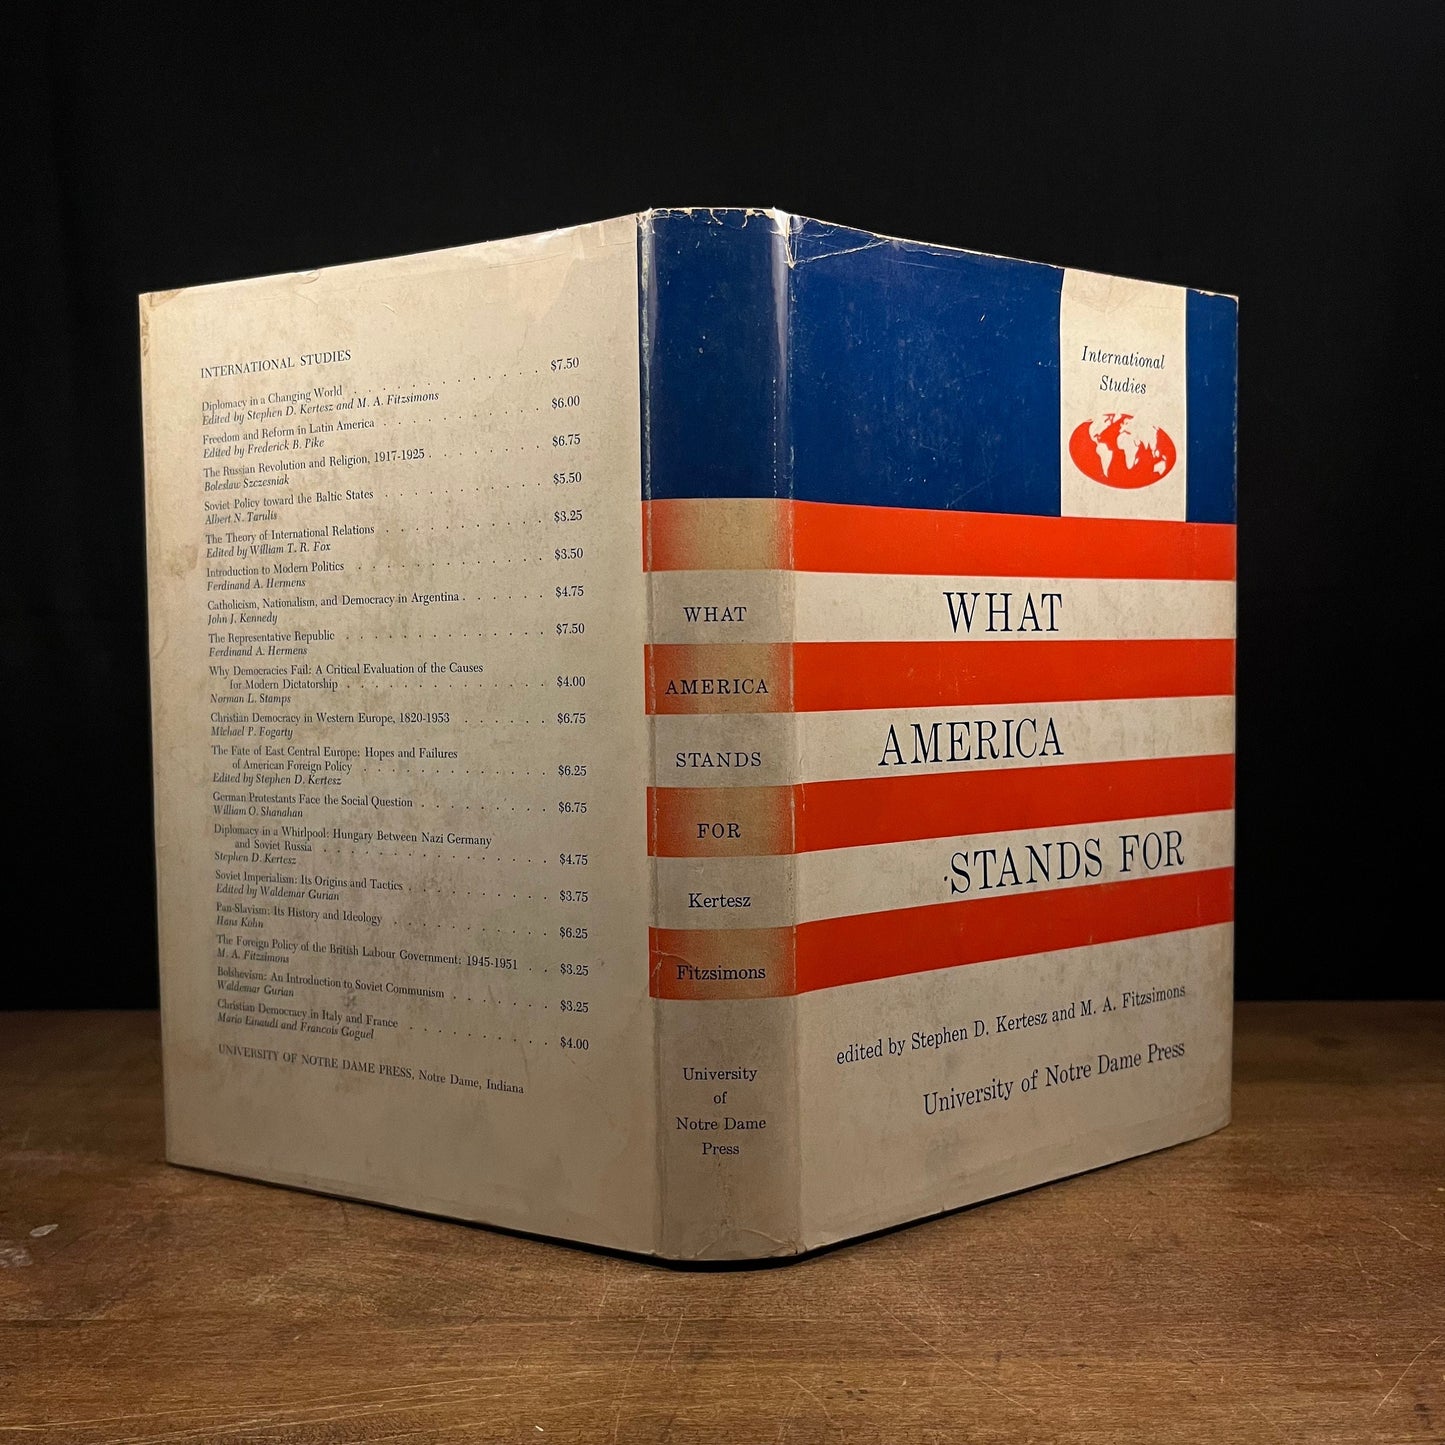 INTERNATIONAL STUDIES
Diplomacy in a Changing World . . . . . . . . . . . $7.50
Edited by Stephen D. Kertesz and M. A. Fitzsimons
Freedom and Reform in Latin America . . . . . . . . . $6.00
Edited by Frederick B. Pike
The Russian Revolution and Religion, 1917-1925 . . . . . . $6.75
Boleslaw Szczesniak
Soviet Policy toward the Baltic States . . . . . . . . . $5.50
Albert N. Tarulis
The Theory of International Relations . . . . . . . . . $3.25
Edited by William T. R. Fox
Introduction to Modern Politics . . . . . . . . . . $3.50
Ferdinand A. Hermens
Catholicism, Nationalism, and Democracy in Argentina . . . . . $4.75
John J. Kennedy
The Representative Republic . . . . . . . . . . . $7.50
Ferdinand A. Hermens
Why Democracies Fail: A Critical Evaluation of the Causes
for Modern Dictatorship . . . . . . . . . . . $4.00
Norman L. Stamps
Christian Democracy in Western Europe, 1820-1953 . . . . . $6.75
Michael P. Fogarty
The Fate of East Central Europe: Hopes and Failures
of American Foreign Policy . . . . . . . . . . $6.25
Edited by Stephen D. Kertesz
German Protestants Face the Social Question . . . . . . . $6.75
William O. Shanahan
Diplomacy in a Whirlpool: Hungary Between Nazi Germany
and Soviet Russia . . . . . . . . . . . . $4.75
Stephen D. Kertesz
Soviet Imperialism: Its Origins and Tactics . . . . . . . $3.75
Edited by Waldemar Gurian
Pan-Slavism: Its History and Ideology . . . . . . . . $6.25
Hans Kohn
The Foreign Policy of the British Labour Government: 1945-1951 . . $3.25
M. A. Fitzsimons
Bolshevism: An Introduction to Soviet Communism . . . . . . $3.25
Waldemar Gurian
Christian Democracy in Italy and France . . . . . . . . $4.00
Mario Einaudi and Francois Goguel
UNIVERSITY OF NOTRE DAME PRESS, Notre Dame, Indiana
WHAT
AMERICA
STANDS
FOR
Kertesz
Fitzsimons
University
of
Notre Dame
Press
International
Studies
WHAT
AMERICA
STANDS FOR
edited by Stephen D. Kertesz and M. A. Fitzsimons
University of Notre Dame Press